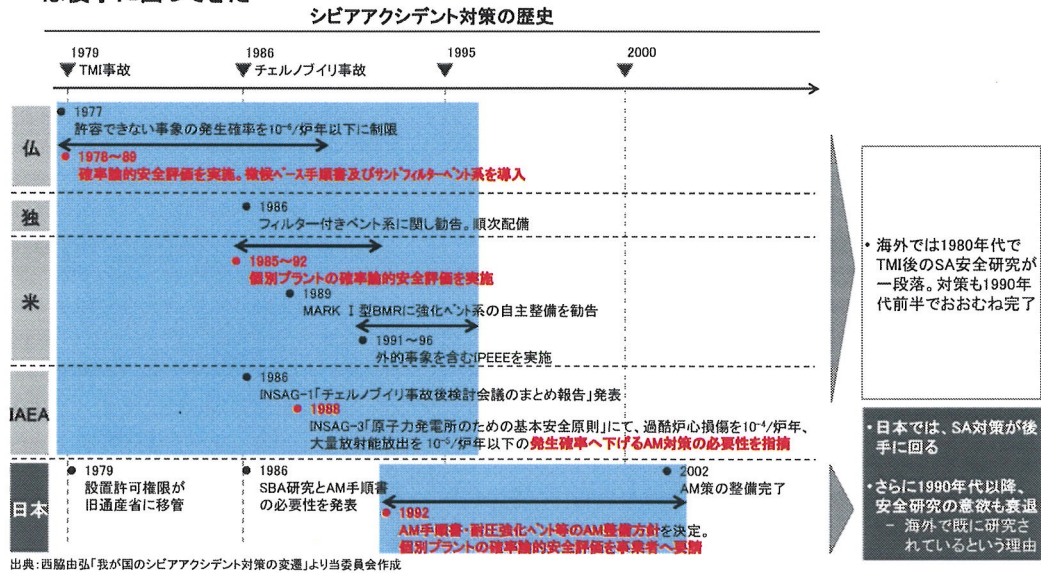 シビアアクシデント対策の歴史
1979
TMI事故
1986
チェルノブイリ事故
1995
2000
仏
1977
許容できない事象の発生確率を10⁻⁶/炉年以下に制限
1978〜89
確率論的安全評価を実施。徴候ベース手順書及びサンドフィルターベント系を導入
独
1986
フィルター付きベント系に関し勧告。順次配備
米
1985〜92
個別プラントの確率論的安全評価を実施
1989
MARK Ⅰ型BMRに強化ベント系の自主整備を勧告
1991〜96
外的事象を含むIPEEEを実施
IAEA
1986
INSAG-1「チェルノブイリ事故後検討会議のまとめ報告」発表
1988
INSAG-3「原子力発電所のための基本安全原則」にて、過酷炉心損傷を10⁻⁴/炉年、
大量放射能放出を10⁻⁵/炉年以下の発生確率へ下げるAM対策の必要性を指摘
日本
1979
設置許可権限が
旧通産省に移管
1986
SBA研究とAM手順書
の必要性を発表
1992
AM手順書・耐圧強化ベント等のAM整備方針を決定。
個別プラントの確率論的安全評価を事業者へ要請
2002
AM策の整備完了
• 海外では1980年代で
TMI後のSA安全研究が
一段落。対策も1990年
代前半でおおむね完了
•日本では、SA対策が後
手に回る
•さらに1990年代以降、
安全研究の意欲も衰退
− 海外で既に研究さ
れているという理由
出典：西脇由弘「我が国のシビアアクシデント対策の変遷」より当委員会作成